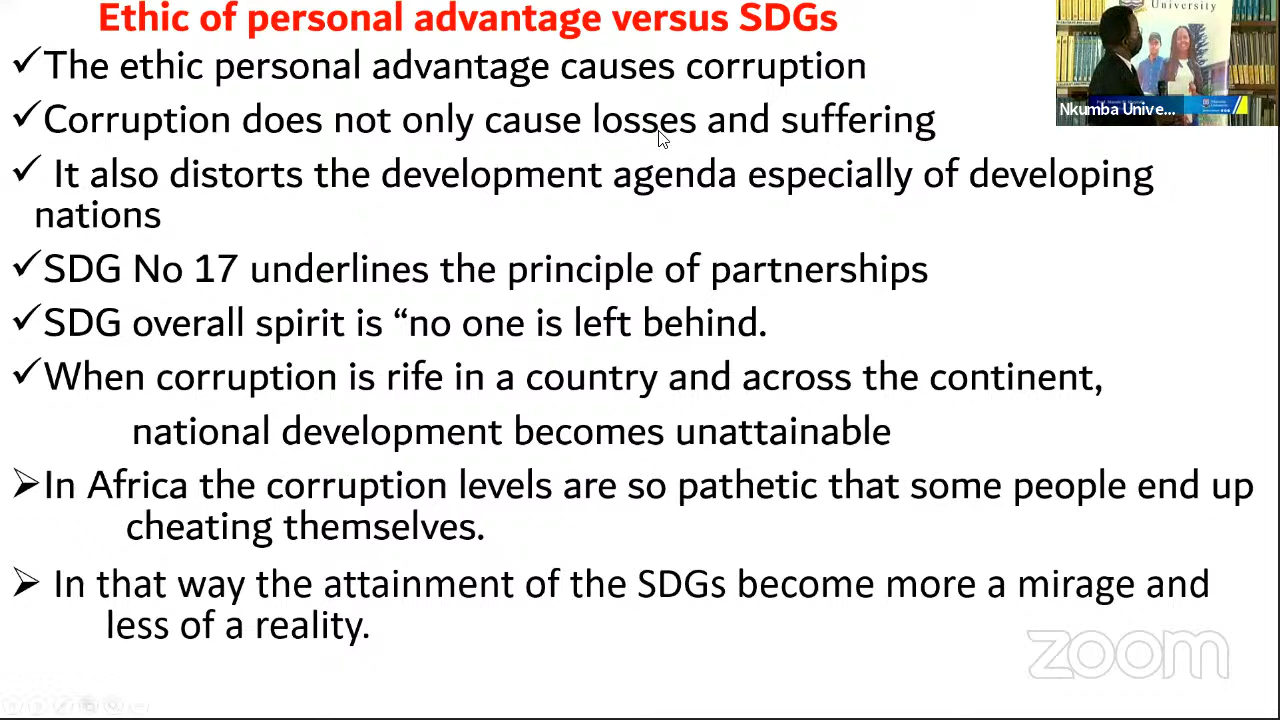 Ethic of personal advantage versus SDGs
✓The ethic personal advantage causes corruption
✓Corruption does not only cause losses and suffering
✓ It also distorts the development agenda especially of developing
nations
✓SDG No 17 underlines the principle of partnerships
✓SDG overall spirit is “no one is left behind.
✓When corruption is rife in a country and across the continent,
national development becomes unattainable
➢In Africa the corruption levels are so pathetic that some people end up
cheating themselves.
➢ In that way the attainment of the SDGs become more a mirage and
less of a reality.
University
Nkumba Unive...
zoom